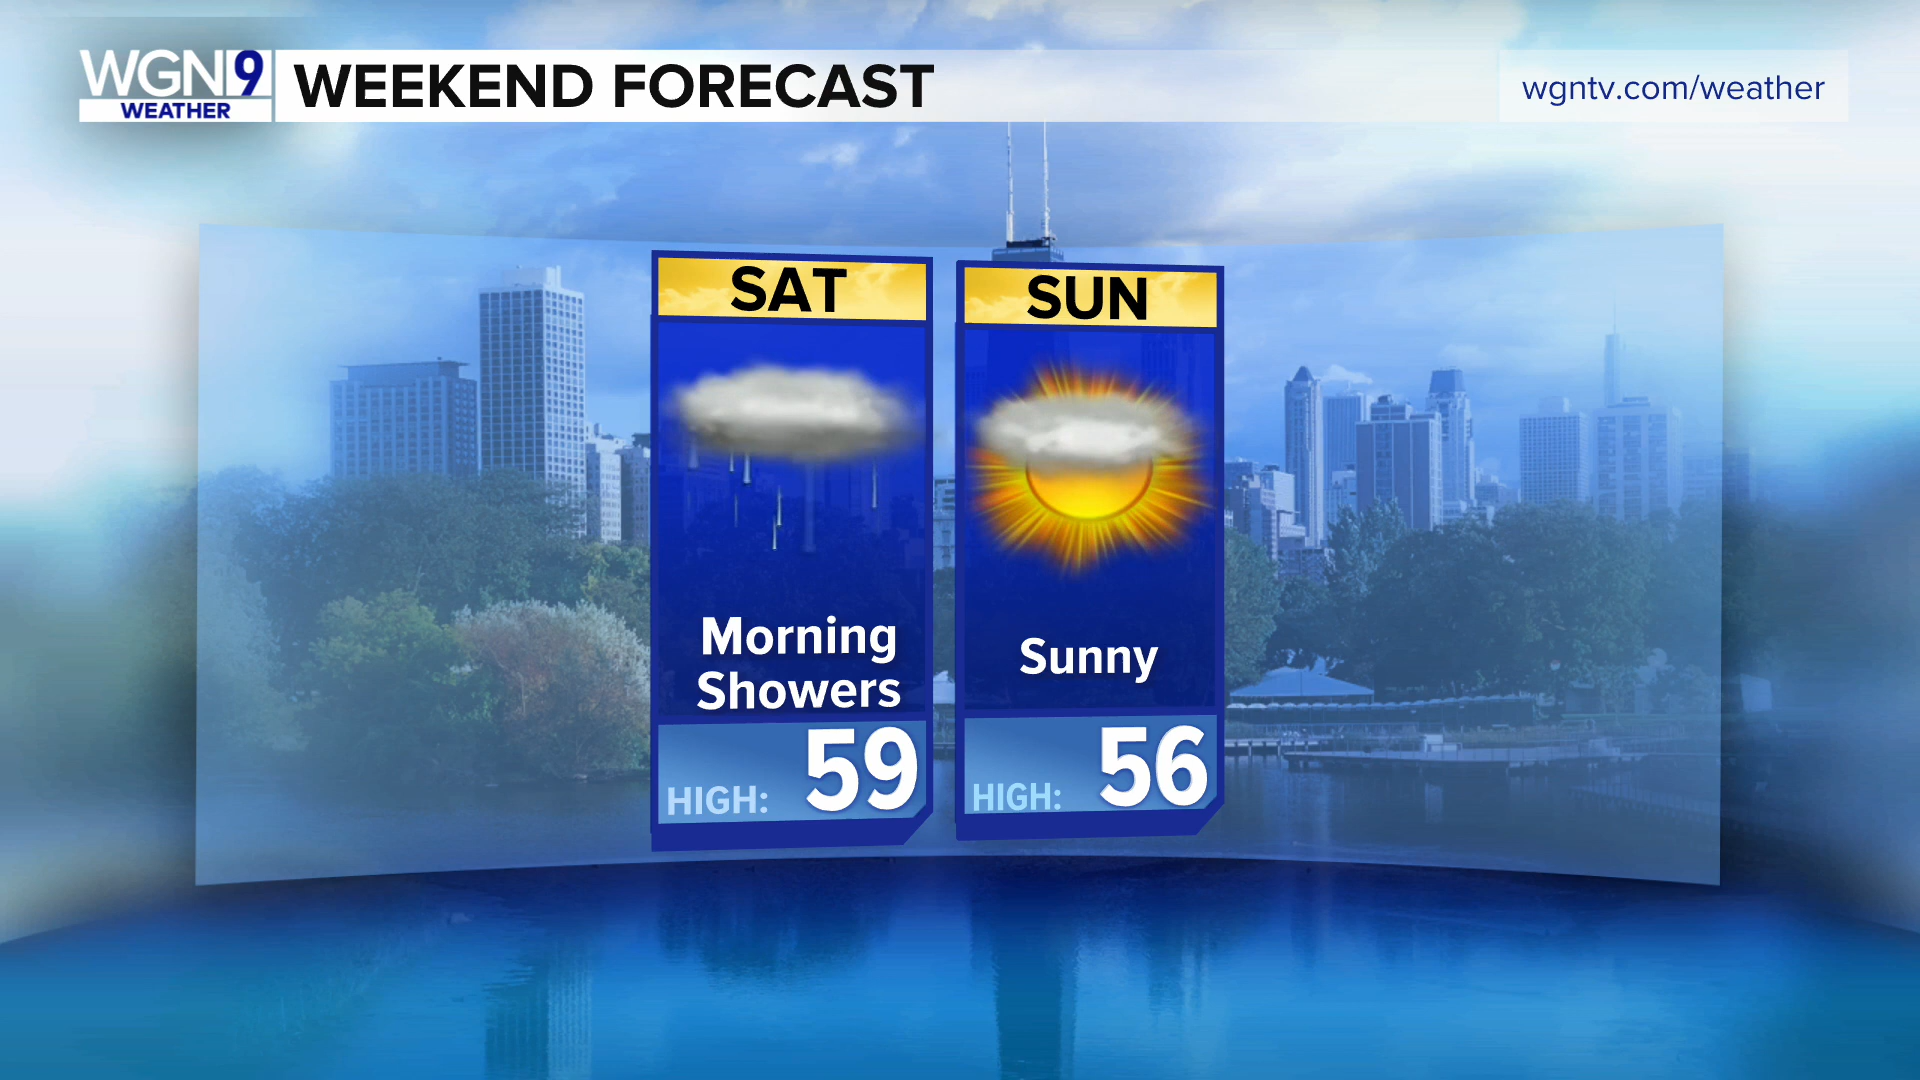 WGN9
WEATHER
WEEKEND FORECAST
wgntv.com/weather
SAT
Morning
Showers
HIGH: 59
SUN
Sunny
HIGH: 56